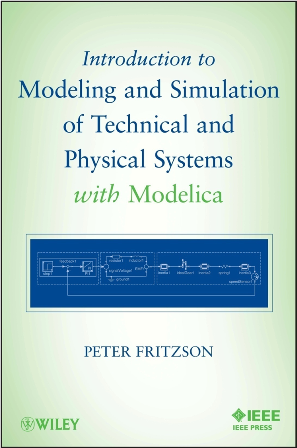 Introduction to
Modeling and Simulation
of Technical and
Physical Systems
with Modelica
PETER FRITZSON
WILEY
IEEE
IEEE PRESS